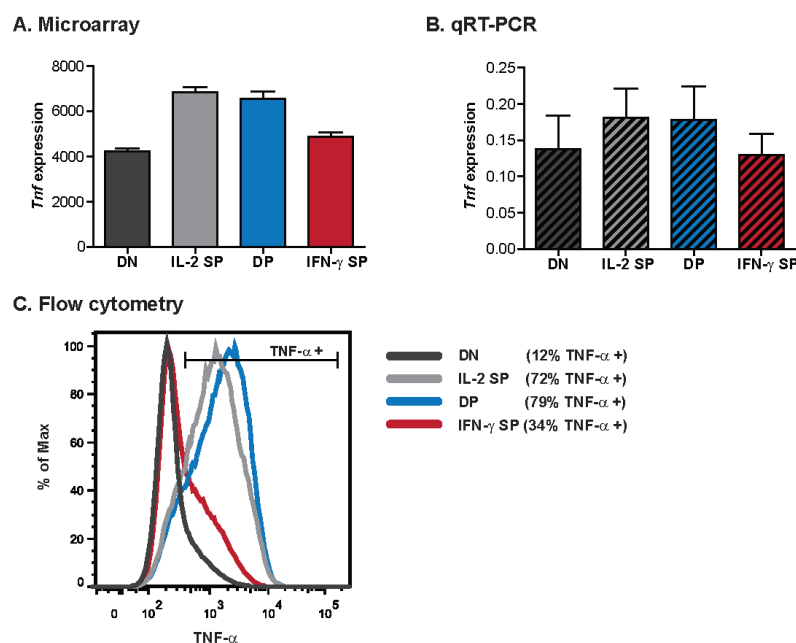 A. Microarray
Tnf expression
8000
6000
4000
2000
0
DN IL-2 SP DP IFN-γ SP
B. qRT-PCR
Tnf expression
0.25
0.20
0.15
0.10
0.05
0.00
DN IL-2 SP DP IFN-γ SP
C. Flow cytometry
% of Max
100
80
60
40
20
0
TNF-α +
0 10² 10³ 10⁴ 10⁵
TNF-α
DN (12% TNF-α +)
IL-2 SP (72% TNF-α +)
DP (79% TNF-α +)
IFN-γ SP (34% TNF-α +)